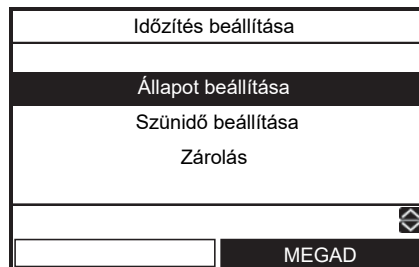 Időzítés beállítása
Állapot beállítása
Szünidő beállítása
Zárolás
MEGAD